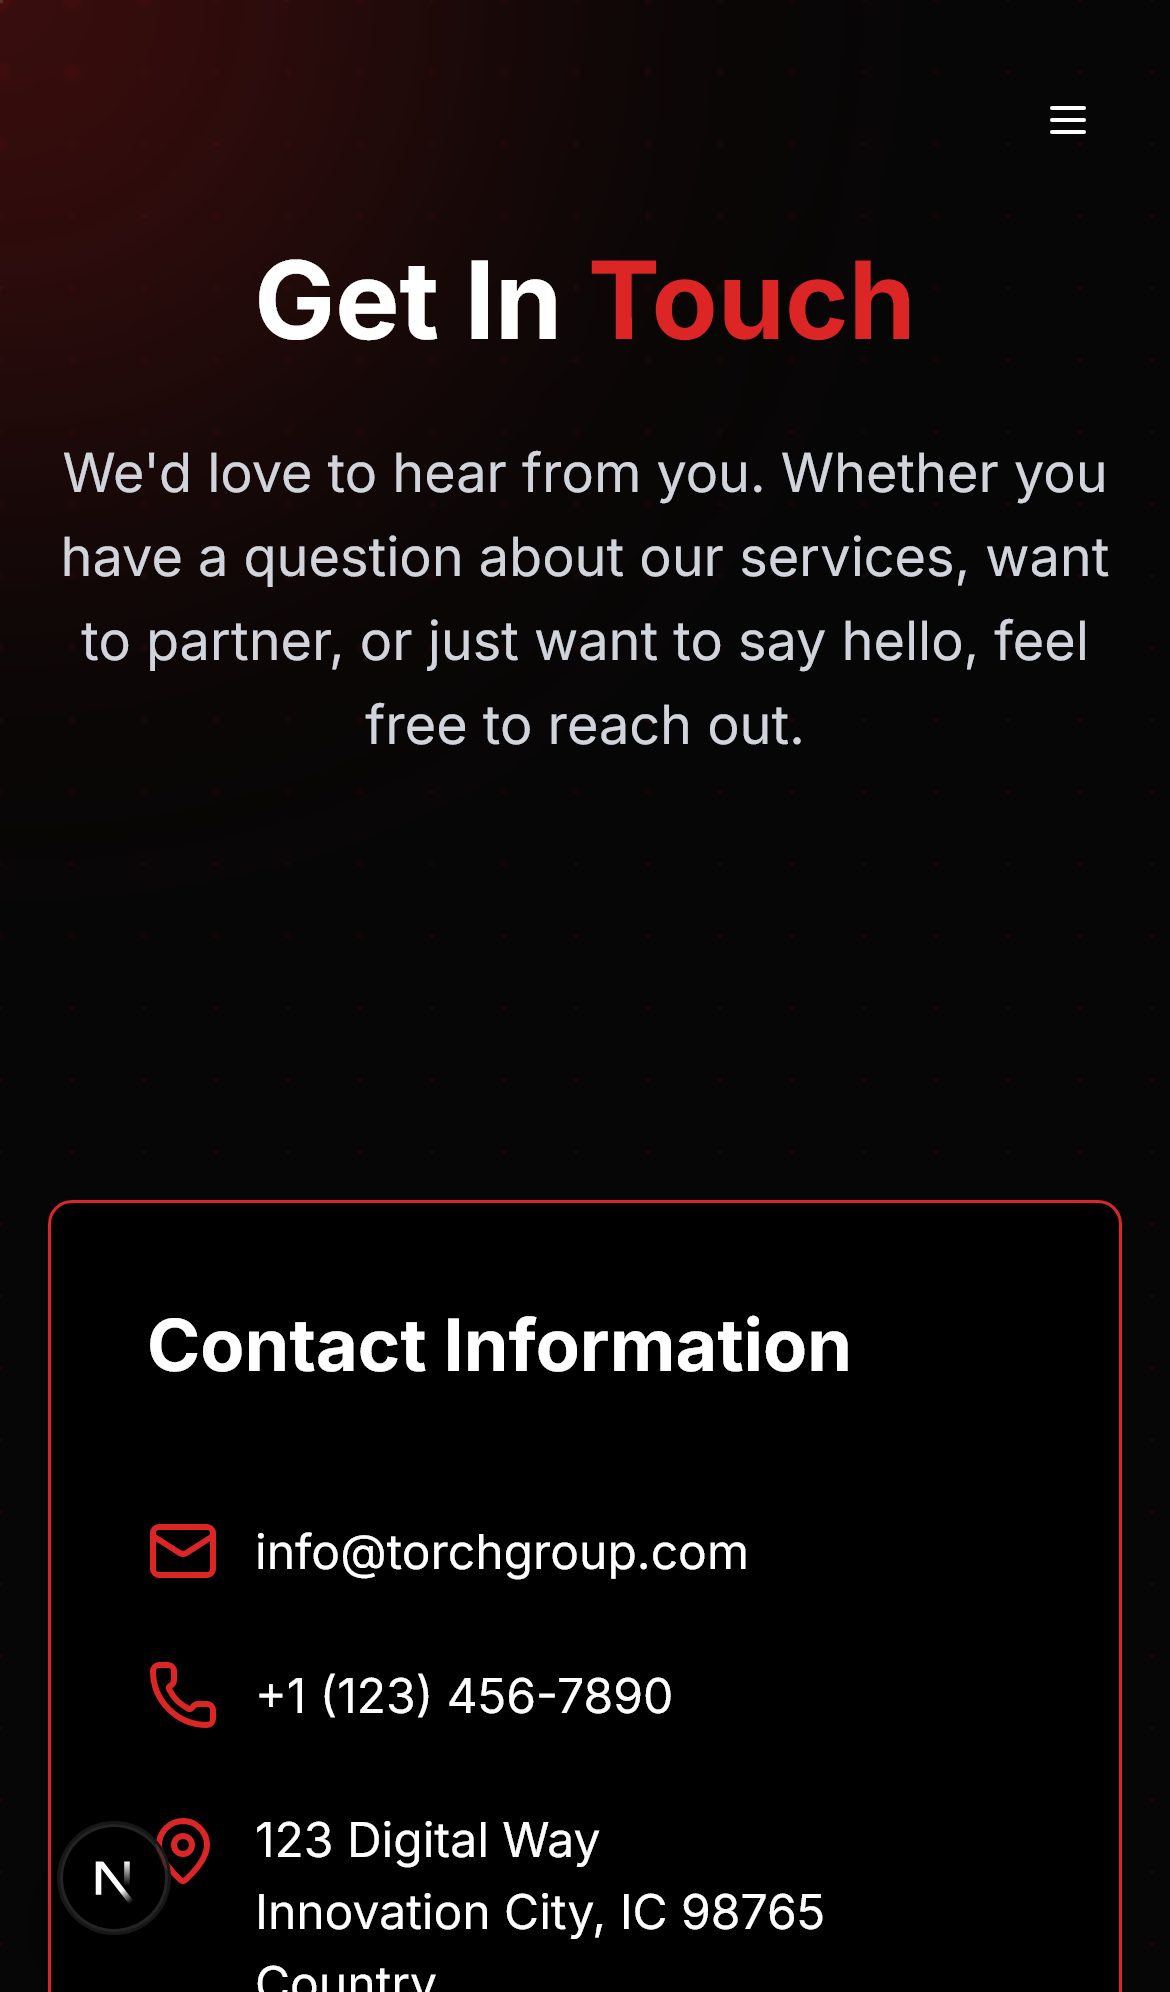 Get In Touch
We'd love to hear from you. Whether you
have a question about our services, want
to partner, or just want to say hello, feel
free to reach out.
Contact Information
info@torchgroup.com
+1 (123) 456-7890
123 Digital Way
Innovation City, IC 98765
Country
N